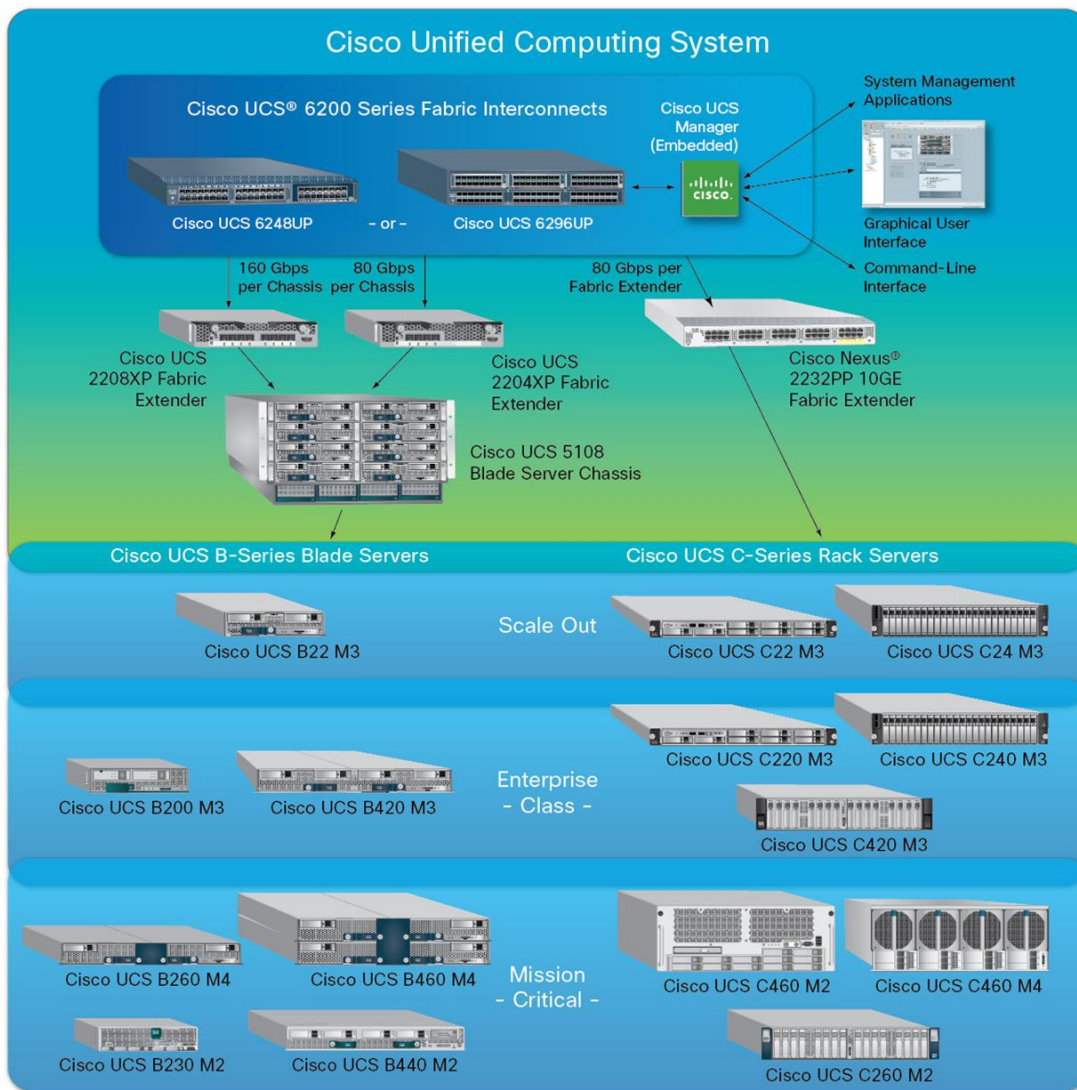 Cisco Unified Computing System
Cisco UCS® 6200 Series Fabric Interconnects
Cisco UCS
Manager
(Embedded)
System Management
Applications
CISCO.
Cisco UCS 6248UP
- or -
Cisco UCS 6296UP
Graphical User
Interface
Command-Line
Interface
160 Gbps
per Chassis
80 Gbps
per Chassis
80 Gbps per
Fabric Extender
Cisco UCS
2208XP Fabric
Extender
Cisco UCS
2204XP Fabric
Extender
Cisco Nexus®
2232PP 10GE
Fabric Extender
Cisco UCS 5108
Blade Server Chassis
Cisco UCS B-Series Blade Servers
Cisco UCS C-Series Rack Servers
Scale Out
Cisco UCS B22 M3
Cisco UCS C22 M3
Cisco UCS C24 M3
Cisco UCS C220 M3
Cisco UCS C240 M3
Enterprise
- Class -
Cisco UCS B200 M3
Cisco UCS B420 M3
Cisco UCS C420 M3
Cisco UCS B260 M4
Cisco UCS B460 M4
Mission
- Critical -
Cisco UCS C460 M2
Cisco UCS C460 M4
Cisco UCS B230 M2
Cisco UCS B440 M2
Cisco UCS C260 M2